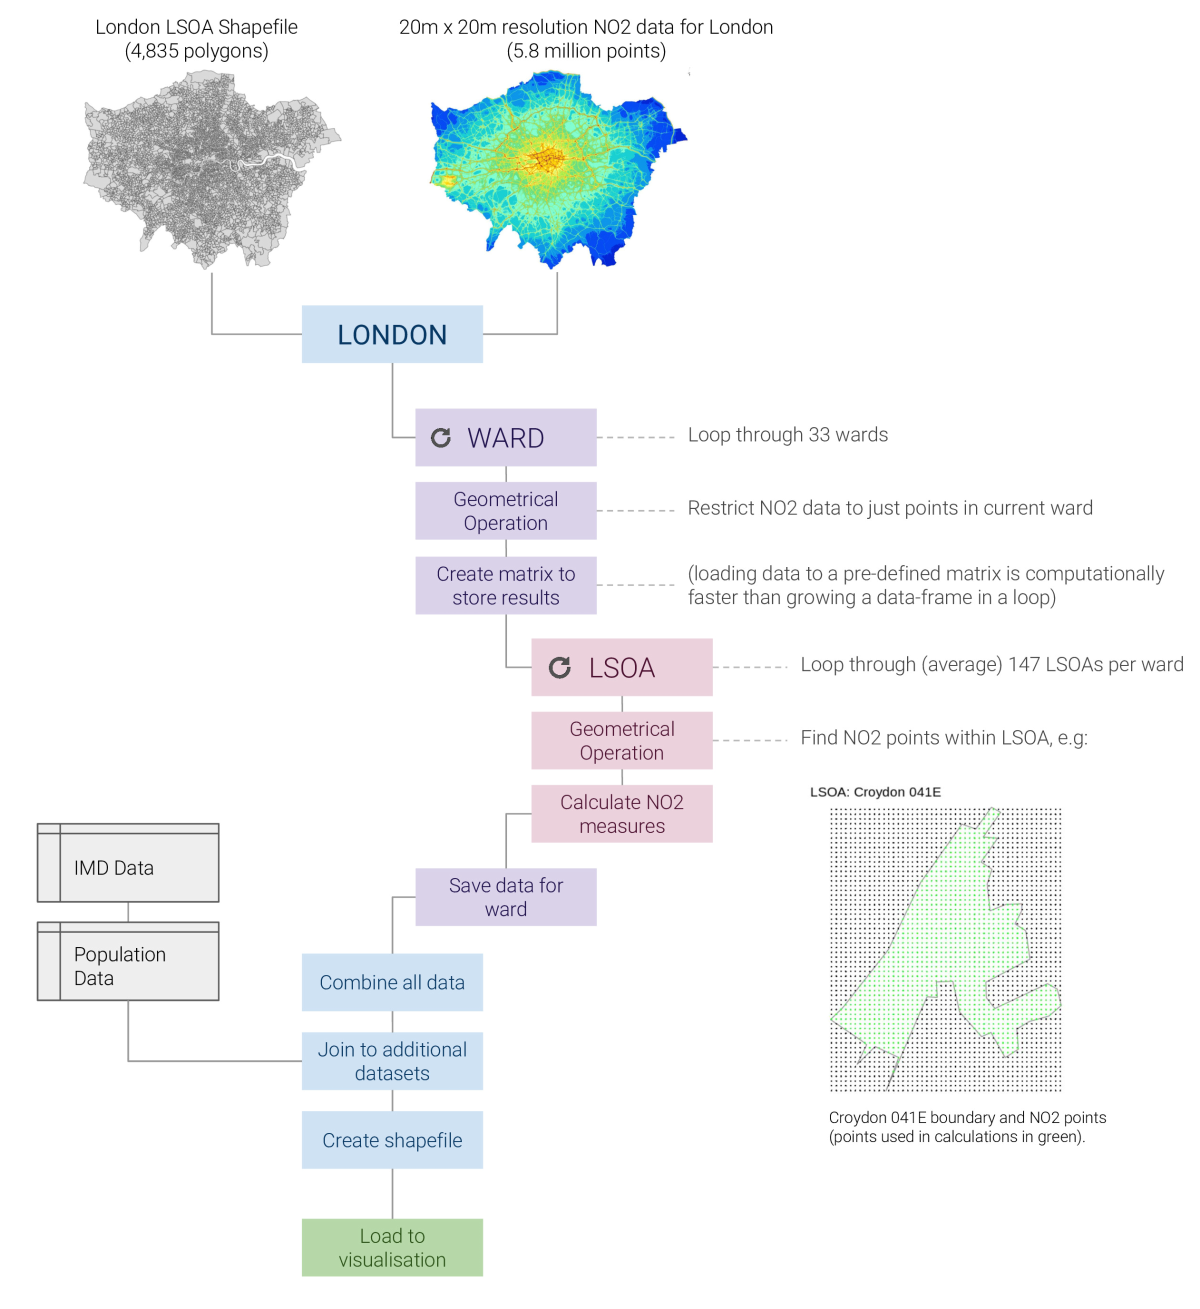 London LSOA Shapefile
(4,835 polygons)
20m x 20m resolution NO2 data for London
(5.8 million points)
LONDON
WARD
Loop through 33 wards
Geometrical
Operation
Restrict NO2 data to just points in current ward
Create matrix to
store results
(loading data to a pre-defined matrix is computationally
faster than growing a data-frame in a loop)
LSOA
Loop through (average) 147 LSOAs per ward
Geometrical
Operation
Find NO2 points within LSOA, e.g:
Calculate NO2
measures
LSOA: Croydon 041E
IMD Data
Save data for
ward
Population
Data
Combine all data
Join to additional
datasets
Create shapefile
Croydon 041E boundary and NO2 points
(points used in calculations in green).
Load to
visualisation